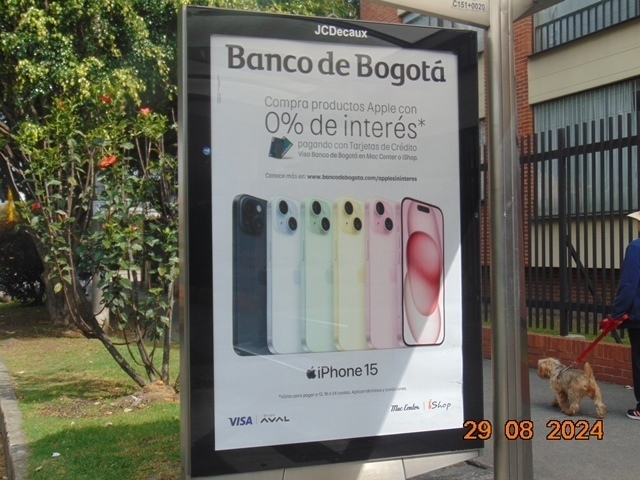 C151+0020
JCDecaux
Banco de Bogotá
Compra productos Apple con
0% de interés*
pagando con Tarjetas de Crédito
Visa Banco de Bogotá en Mac Center o iShop.
Conoce más en: www.bancodebogota.com/applesininteres
iPhone 15
VISA AVAL
Mac Center iShop
29 08 2024